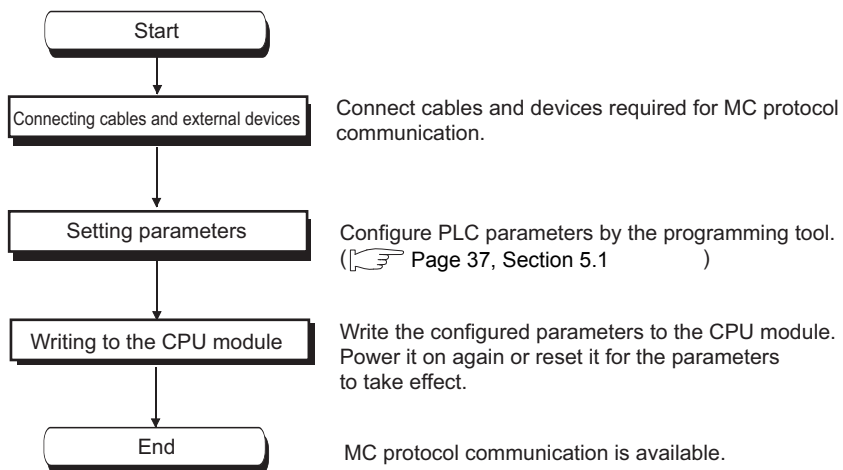 Start
Connecting cables and external devices
Connect cables and devices required for MC protocol
communication.
Setting parameters
Configure PLC parameters by the programming tool.
( Page 37, Section 5.1 )
Writing to the CPU module
Write the configured parameters to the CPU module.
Power it on again or reset it for the parameters
to take effect.
End
MC protocol communication is available.